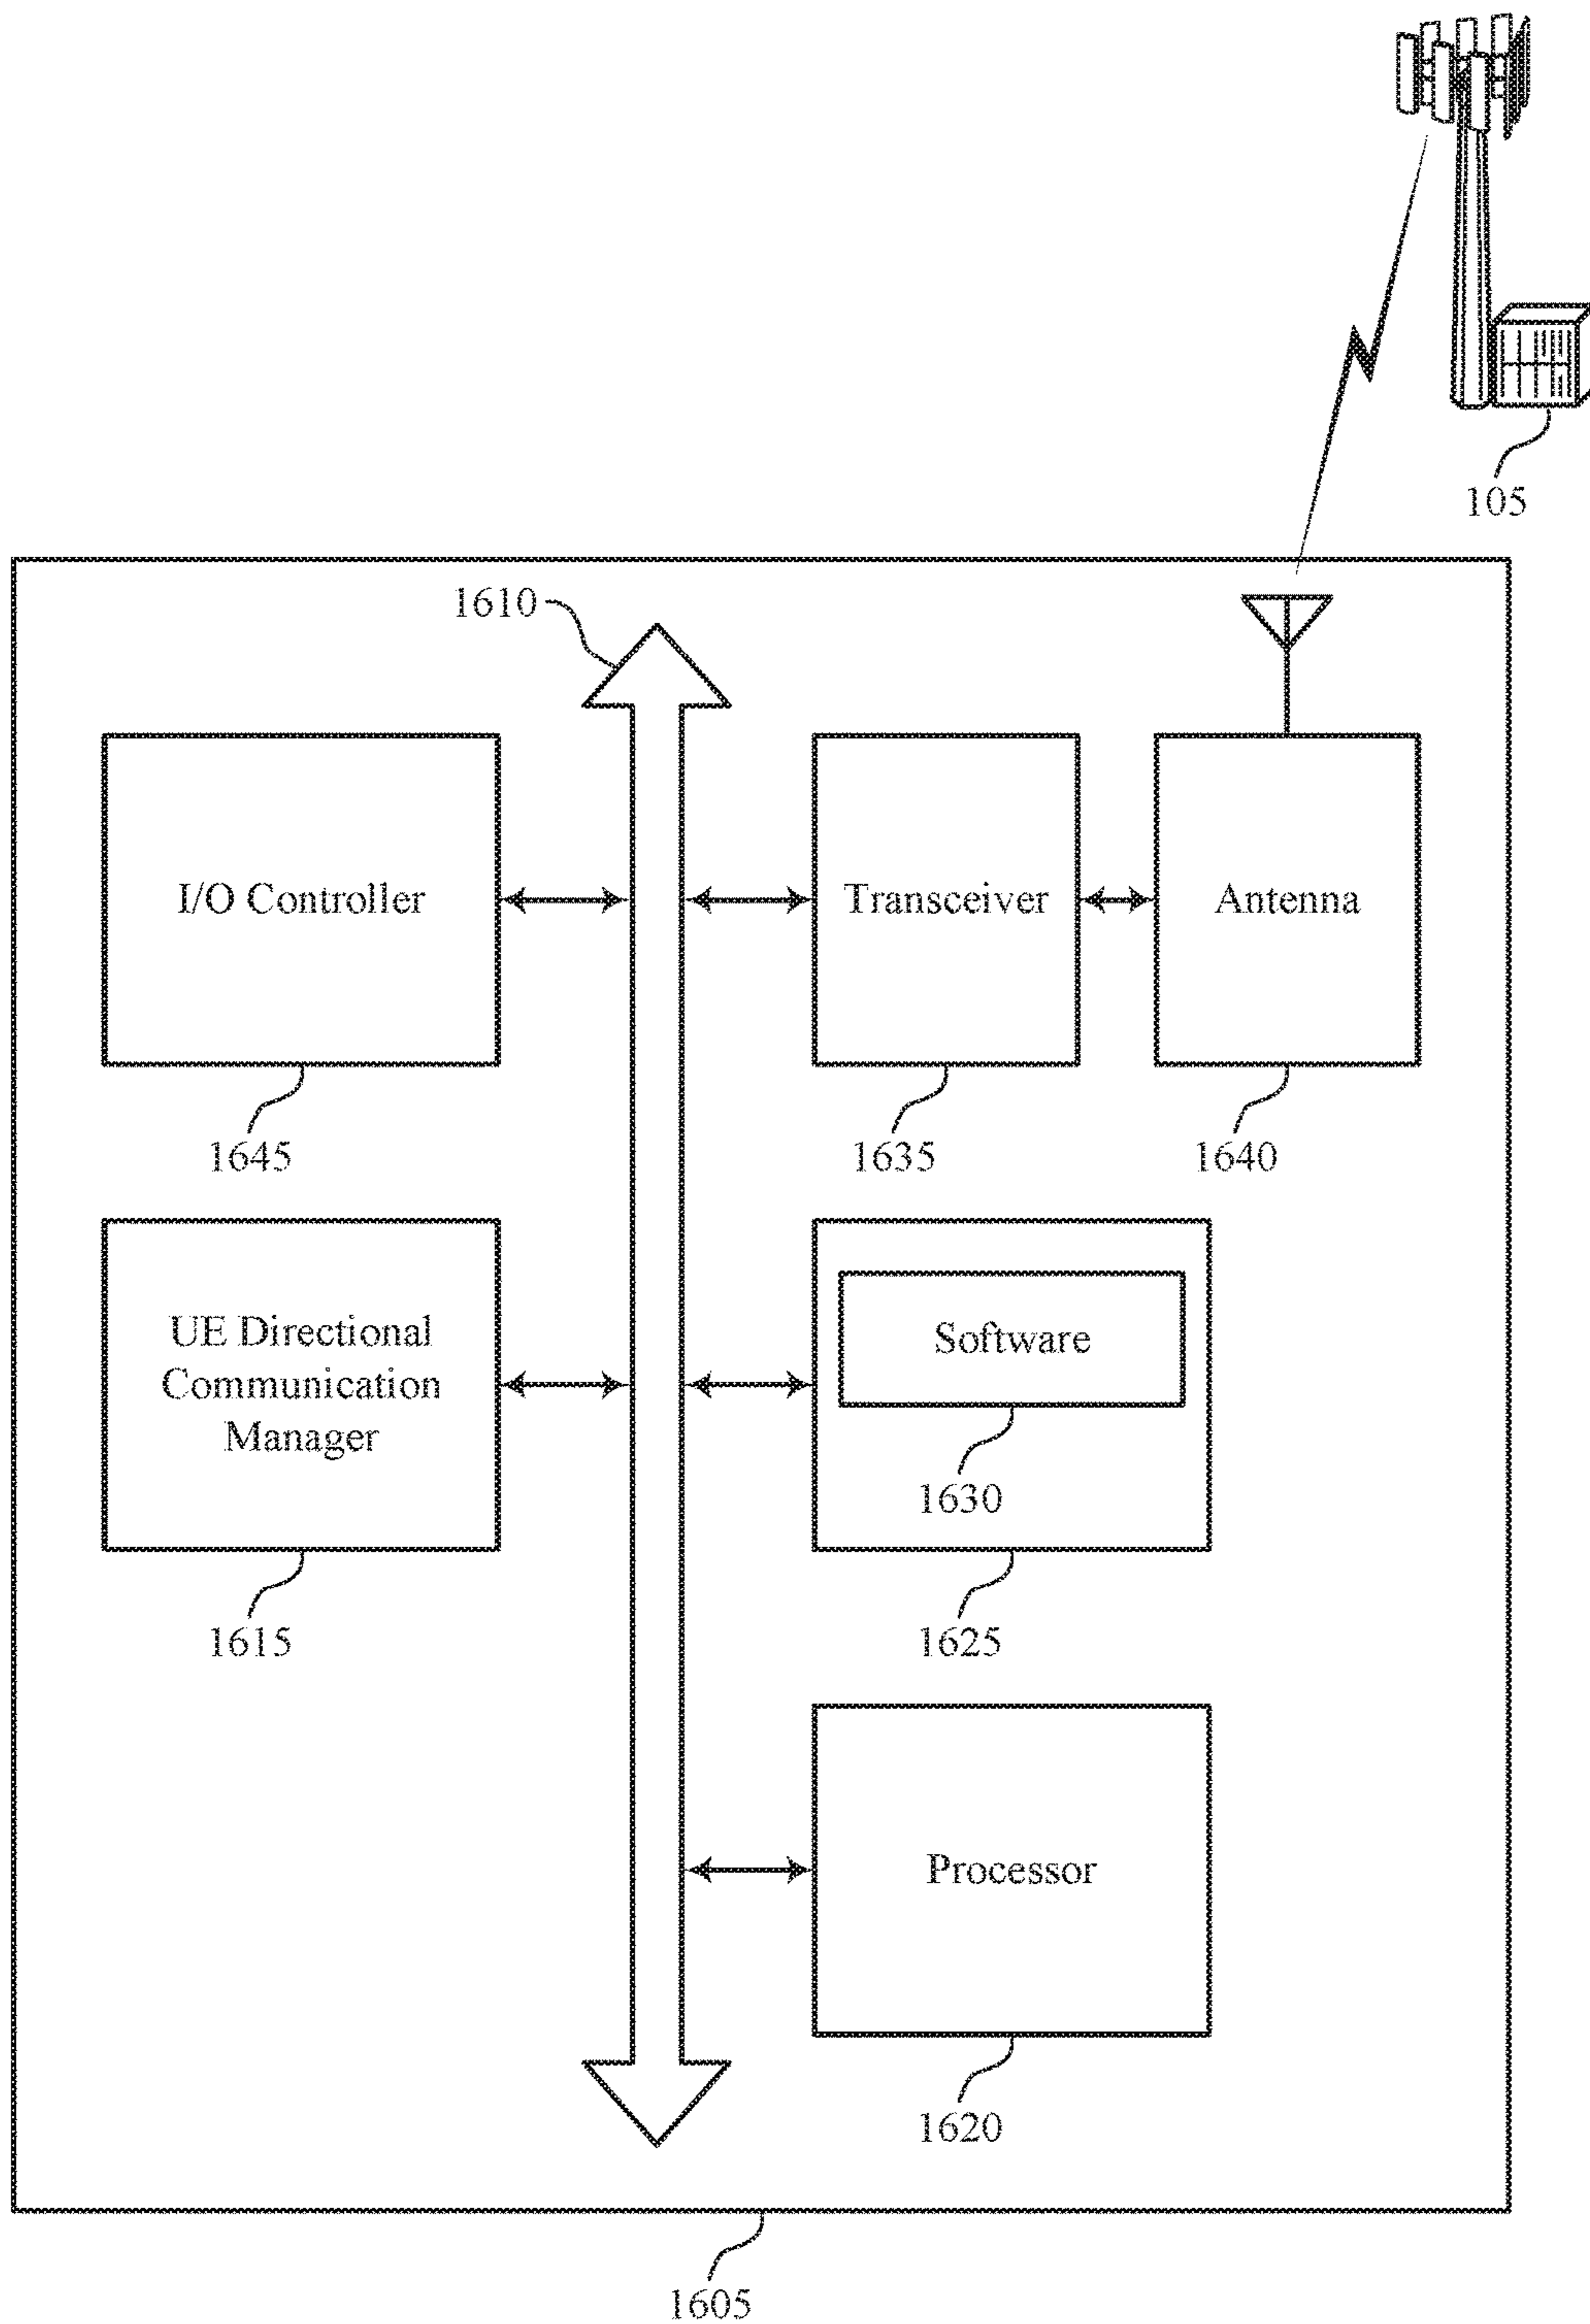 105
1610
I/O Controller
Transceiver
Antenna
1645
1635
1640
UE Directional
Communication
Manager
Software
1630
1615
1625
Processor
1620
1605